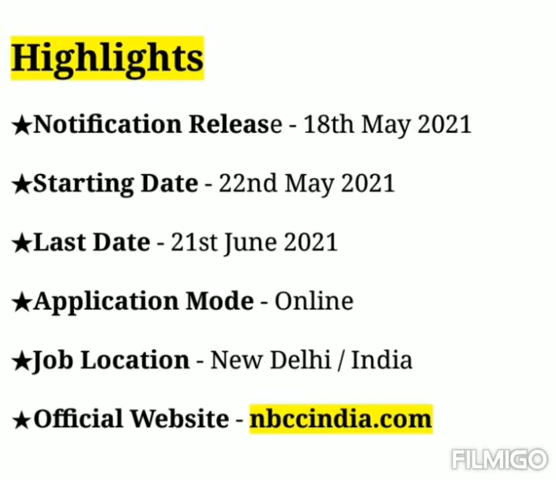 Highlights
★Notification Release - 18th May 2021
★Starting Date - 22nd May 2021
★Last Date - 21st June 2021
★Application Mode - Online
★Job Location - New Delhi / India
★Official Website - nbccindia.com
FILMIGO